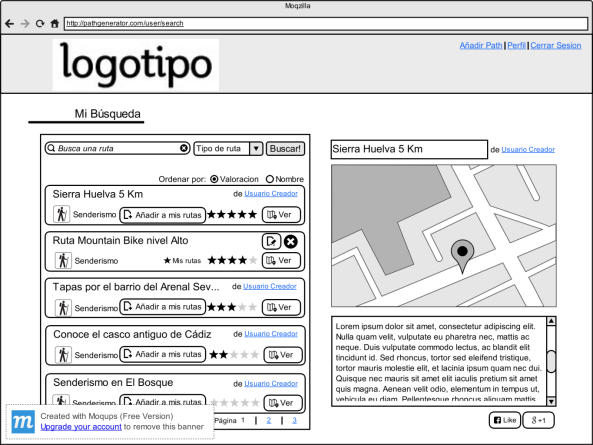 Moqzilla
http://pathgenerator.com/user/search
logotipo
Añadir Path | Perfil | Cerrar Sesion
Mi Búsqueda
Busca una ruta
Tipo de ruta
Buscar!
Ordenar por: Valoracion Nombre
Sierra Huelva 5 Km
de Usuario Creador
Senderismo
Añadir a mis rutas
Ver
Ruta Mountain Bike nivel Alto
Senderismo
Mis rutas
Ver
Tapas por el barrio del Arenal Sev...
de Usuario Creador
Senderismo
Añadir a mis rutas
Ver
Conoce el casco antiguo de Cádiz
de Usuario Creador
Senderismo
Añadir a mis rutas
Ver
Senderismo en El Bosque
de Usuario Creador
Ver
Página 1 | 2 | 3
Sierra Huelva 5 Km
de Usuario Creador
Lorem ipsum dolor sit amet, consectetur adipiscing elit.
Nulla quam velit, vulputate eu pharetra nec, mattis ac
neque. Duis vulputate commodo lectus, ac blandit elit
tincidunt id. Sed rhoncus, tortor sed eleifend tristique,
tortor mauris molestie elit, et lacinia ipsum quam nec dui.
Quisque nec mauris sit amet elit iaculis pretium sit amet
quis magna. Aenean velit odio, elementum in tempus ut,
vehicula eu diam. Pellentesque rhoncus aliquam mattis.
Like
g +1
m
Created with Moqups (Free Version)
Upgrade your account to remove this banner